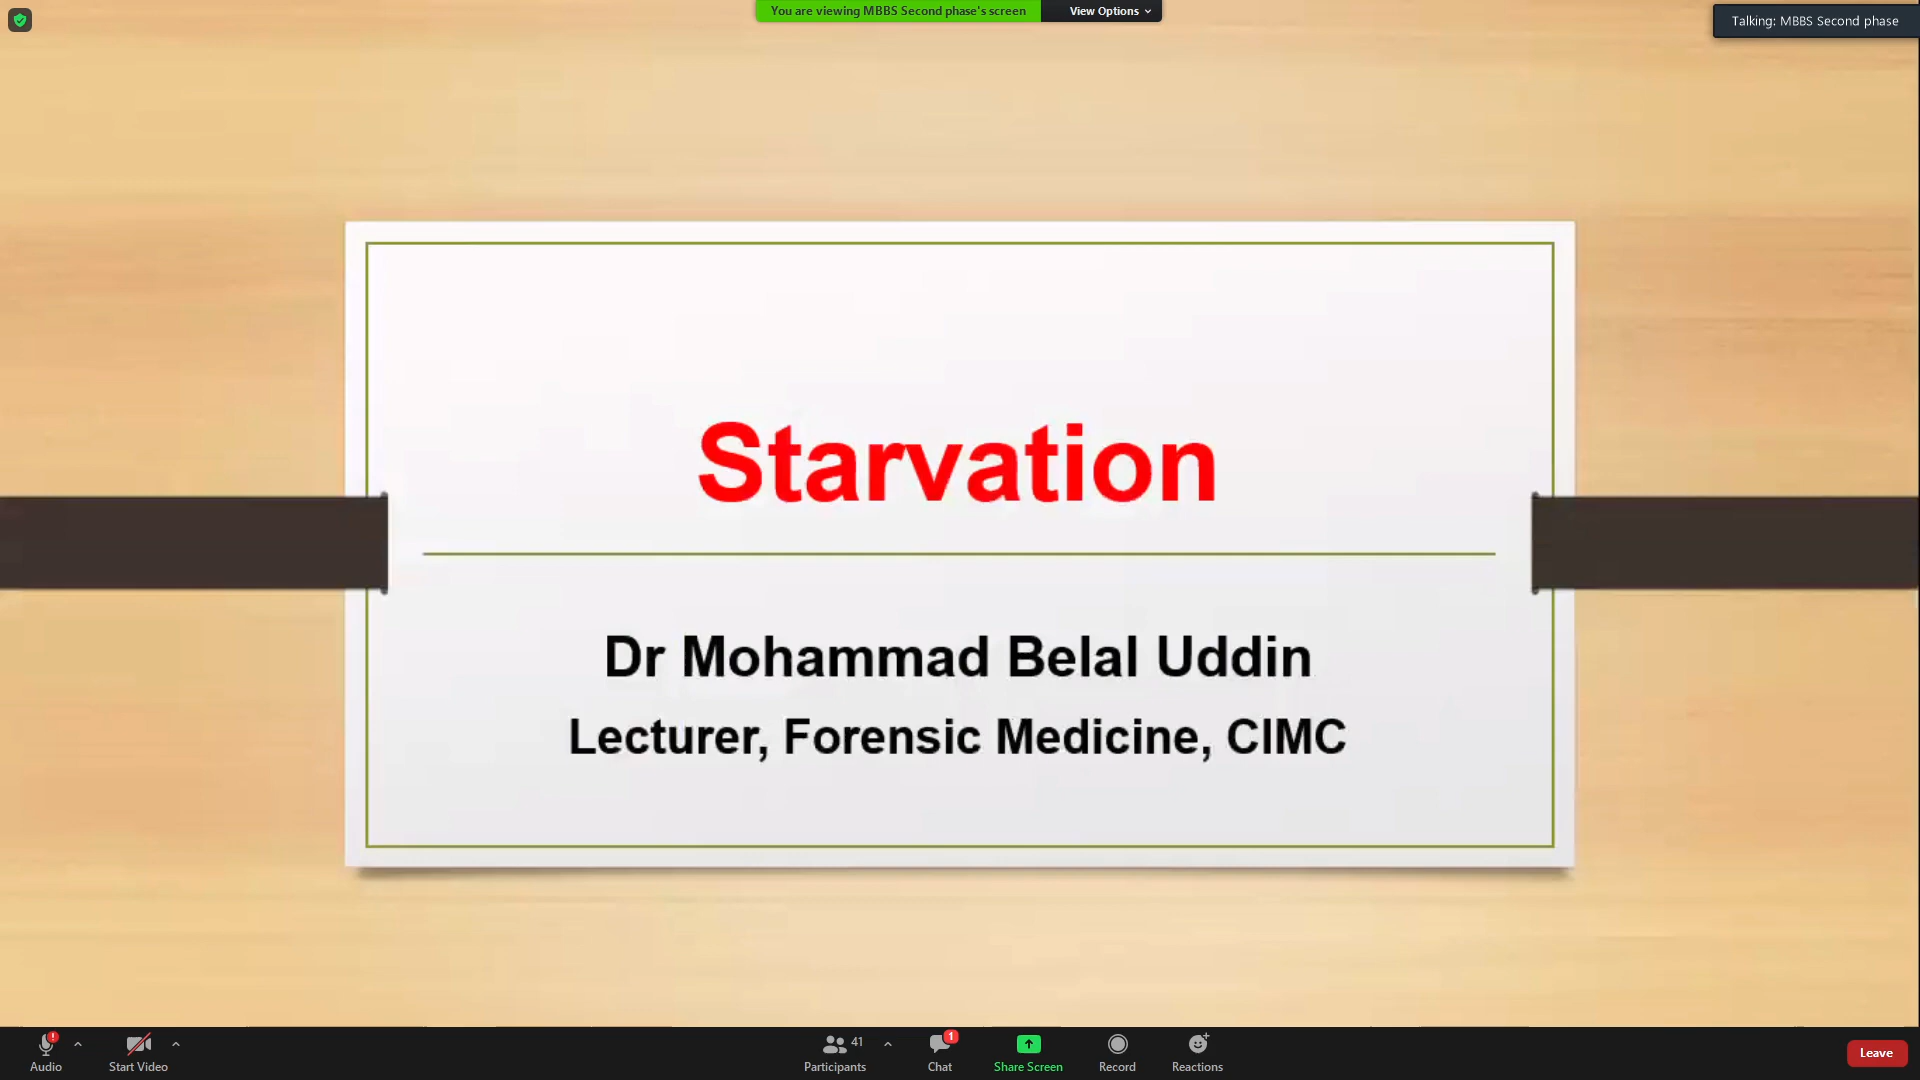 You are viewing MBBS Second phase's screen
View Options
Talking: MBBS Second phase
Starvation
Dr Mohammad Belal Uddin
Lecturer, Forensic Medicine, CIMC
Audio
Start Video
41
Participants
1
Chat
Share Screen
Record
Reactions
Leave